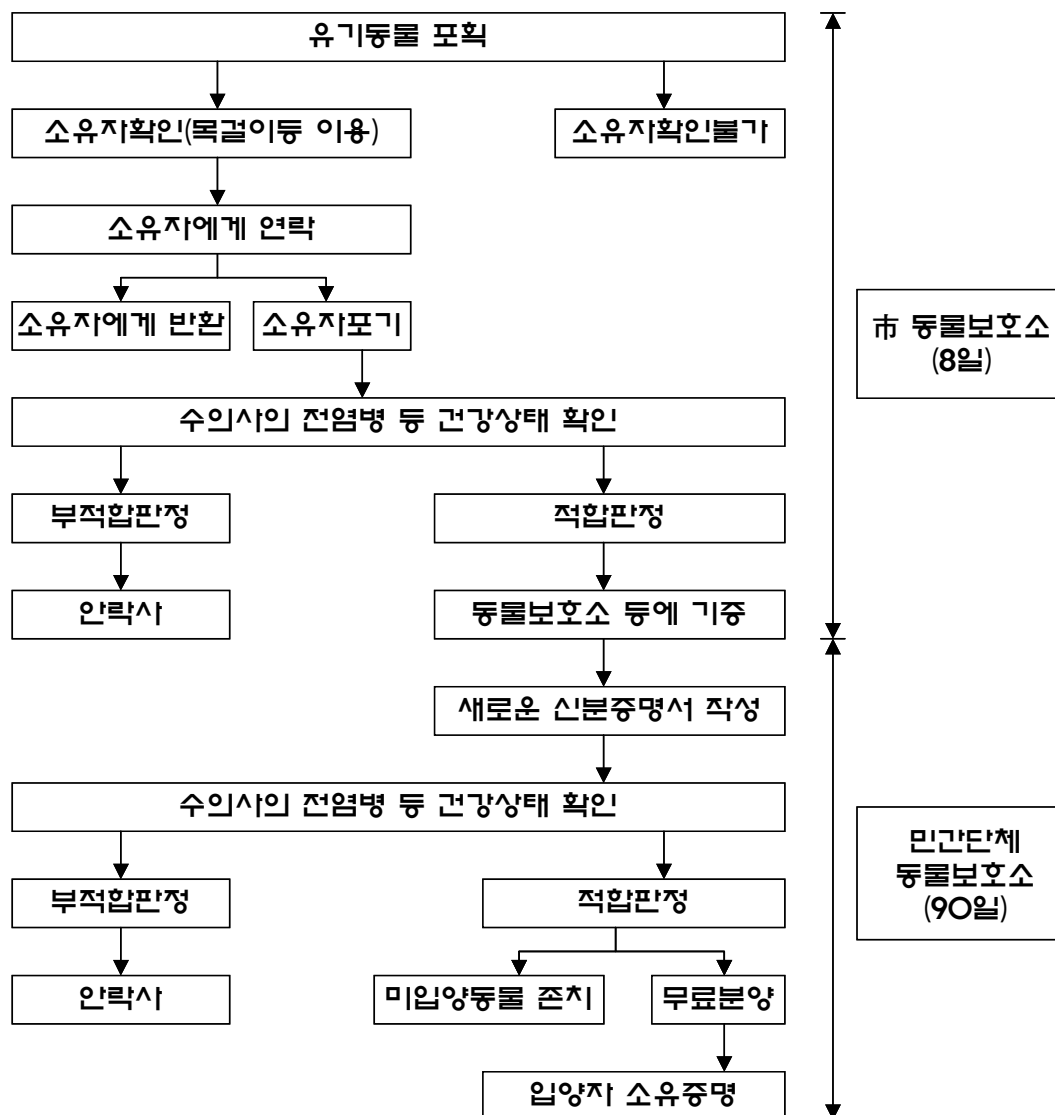 유기동물 포획
소유자확인(목걸이등 이용)
소유자확인불가
소유자에게 연락
소유자에게 반환
소유자포기
市 동물보호소
(8일)
수의사의 전염병 등 건강상태 확인
부적합판정
적합판정
안락사
동물보호소 등에 기증
새로운 신분증명서 작성
수의사의 전염병 등 건강상태 확인
민간단체
동물보호소
(90일)
부적합판정
적합판정
안락사
미입양동물 존치
무료분양
입양자 소유증명